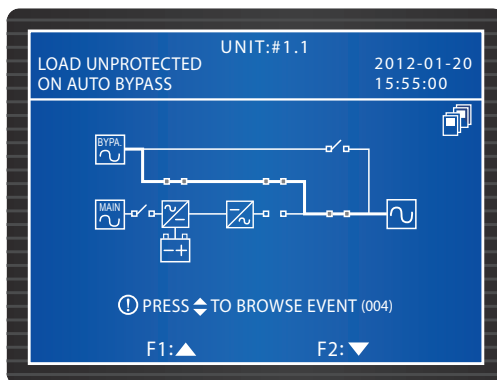 UNIT:#1.1
LOAD UNPROTECTED
ON AUTO BYPASS
2012-01-20
15:55:00
BYPA.
MAIN
PRESS TO BROWSE EVENT (004)
F1:▲ F2:▼